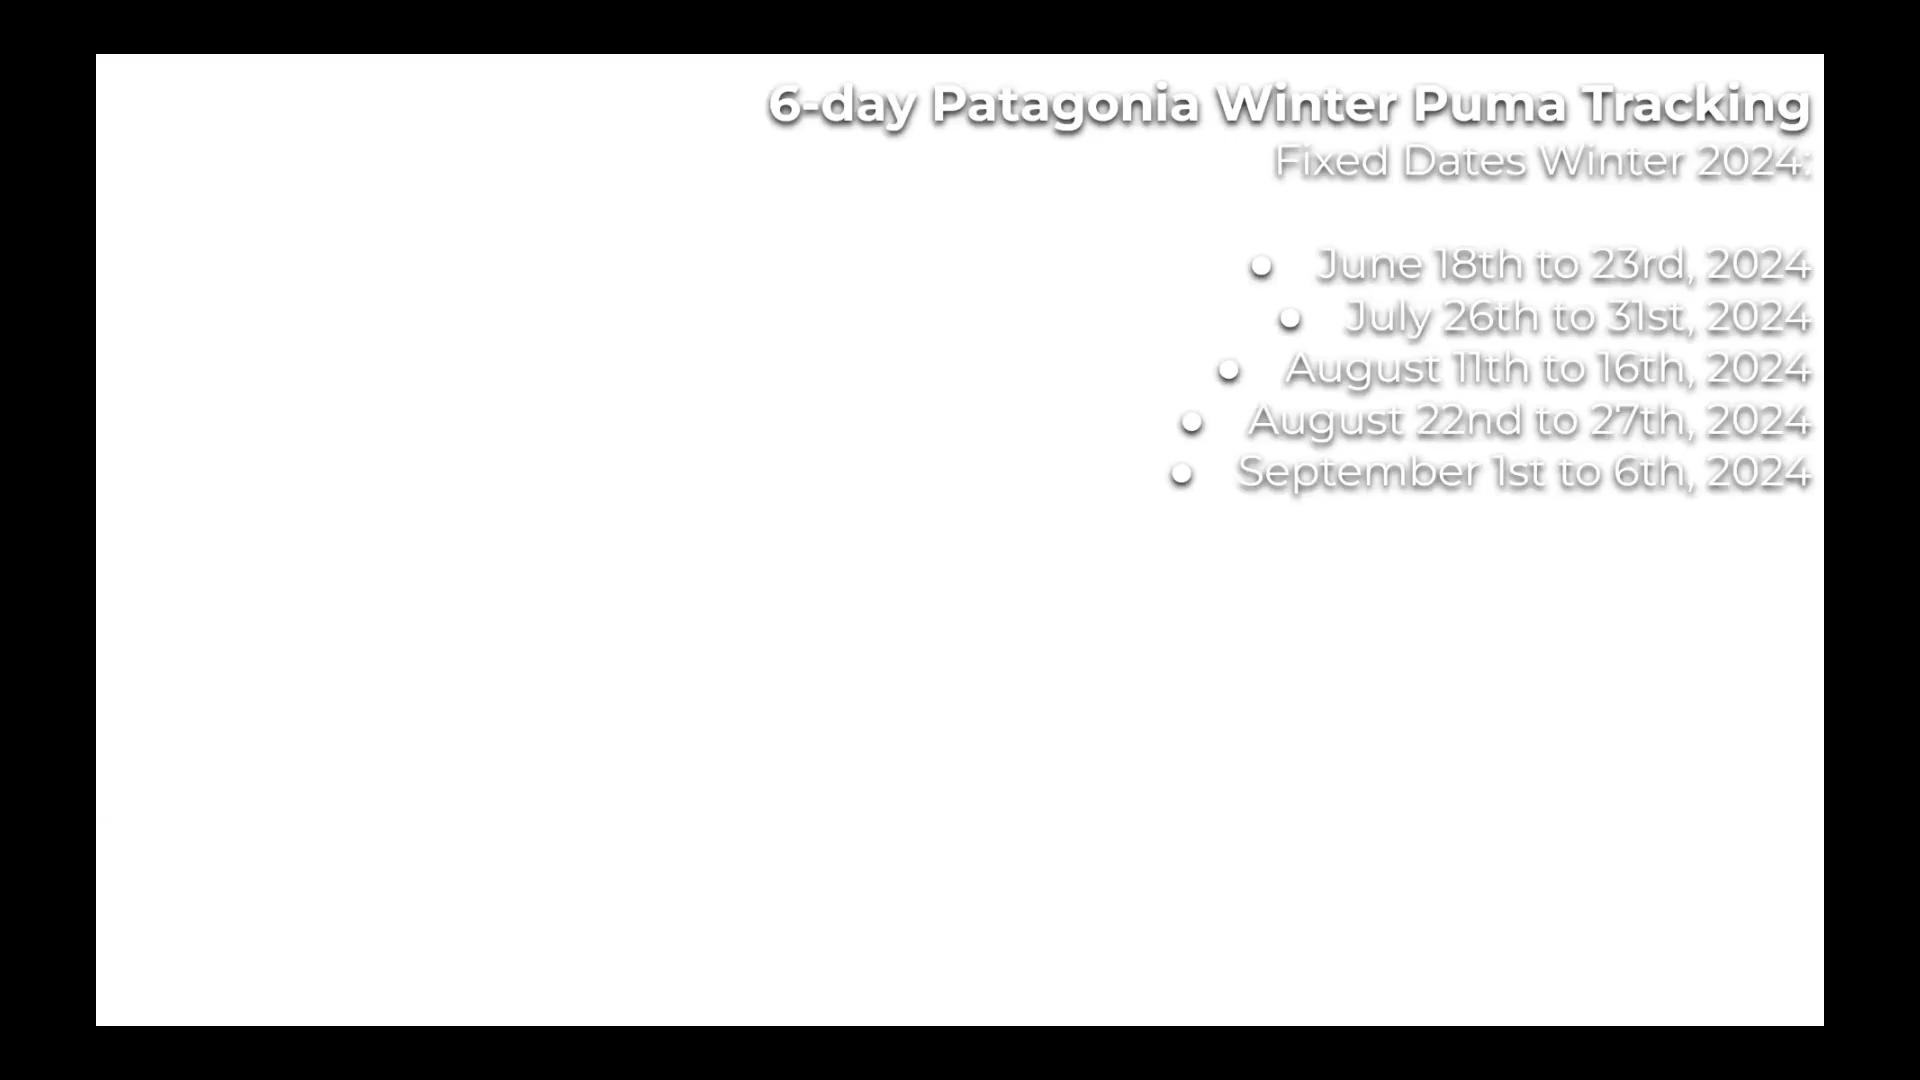 6-day Patagonia Winter Puma Tracking
Fixed Dates Winter 2024:
• June 18th to 23rd, 2024
• July 26th to 31st, 2024
• August 11th to 16th, 2024
• August 22nd to 27th, 2024
• September 1st to 6th, 2024